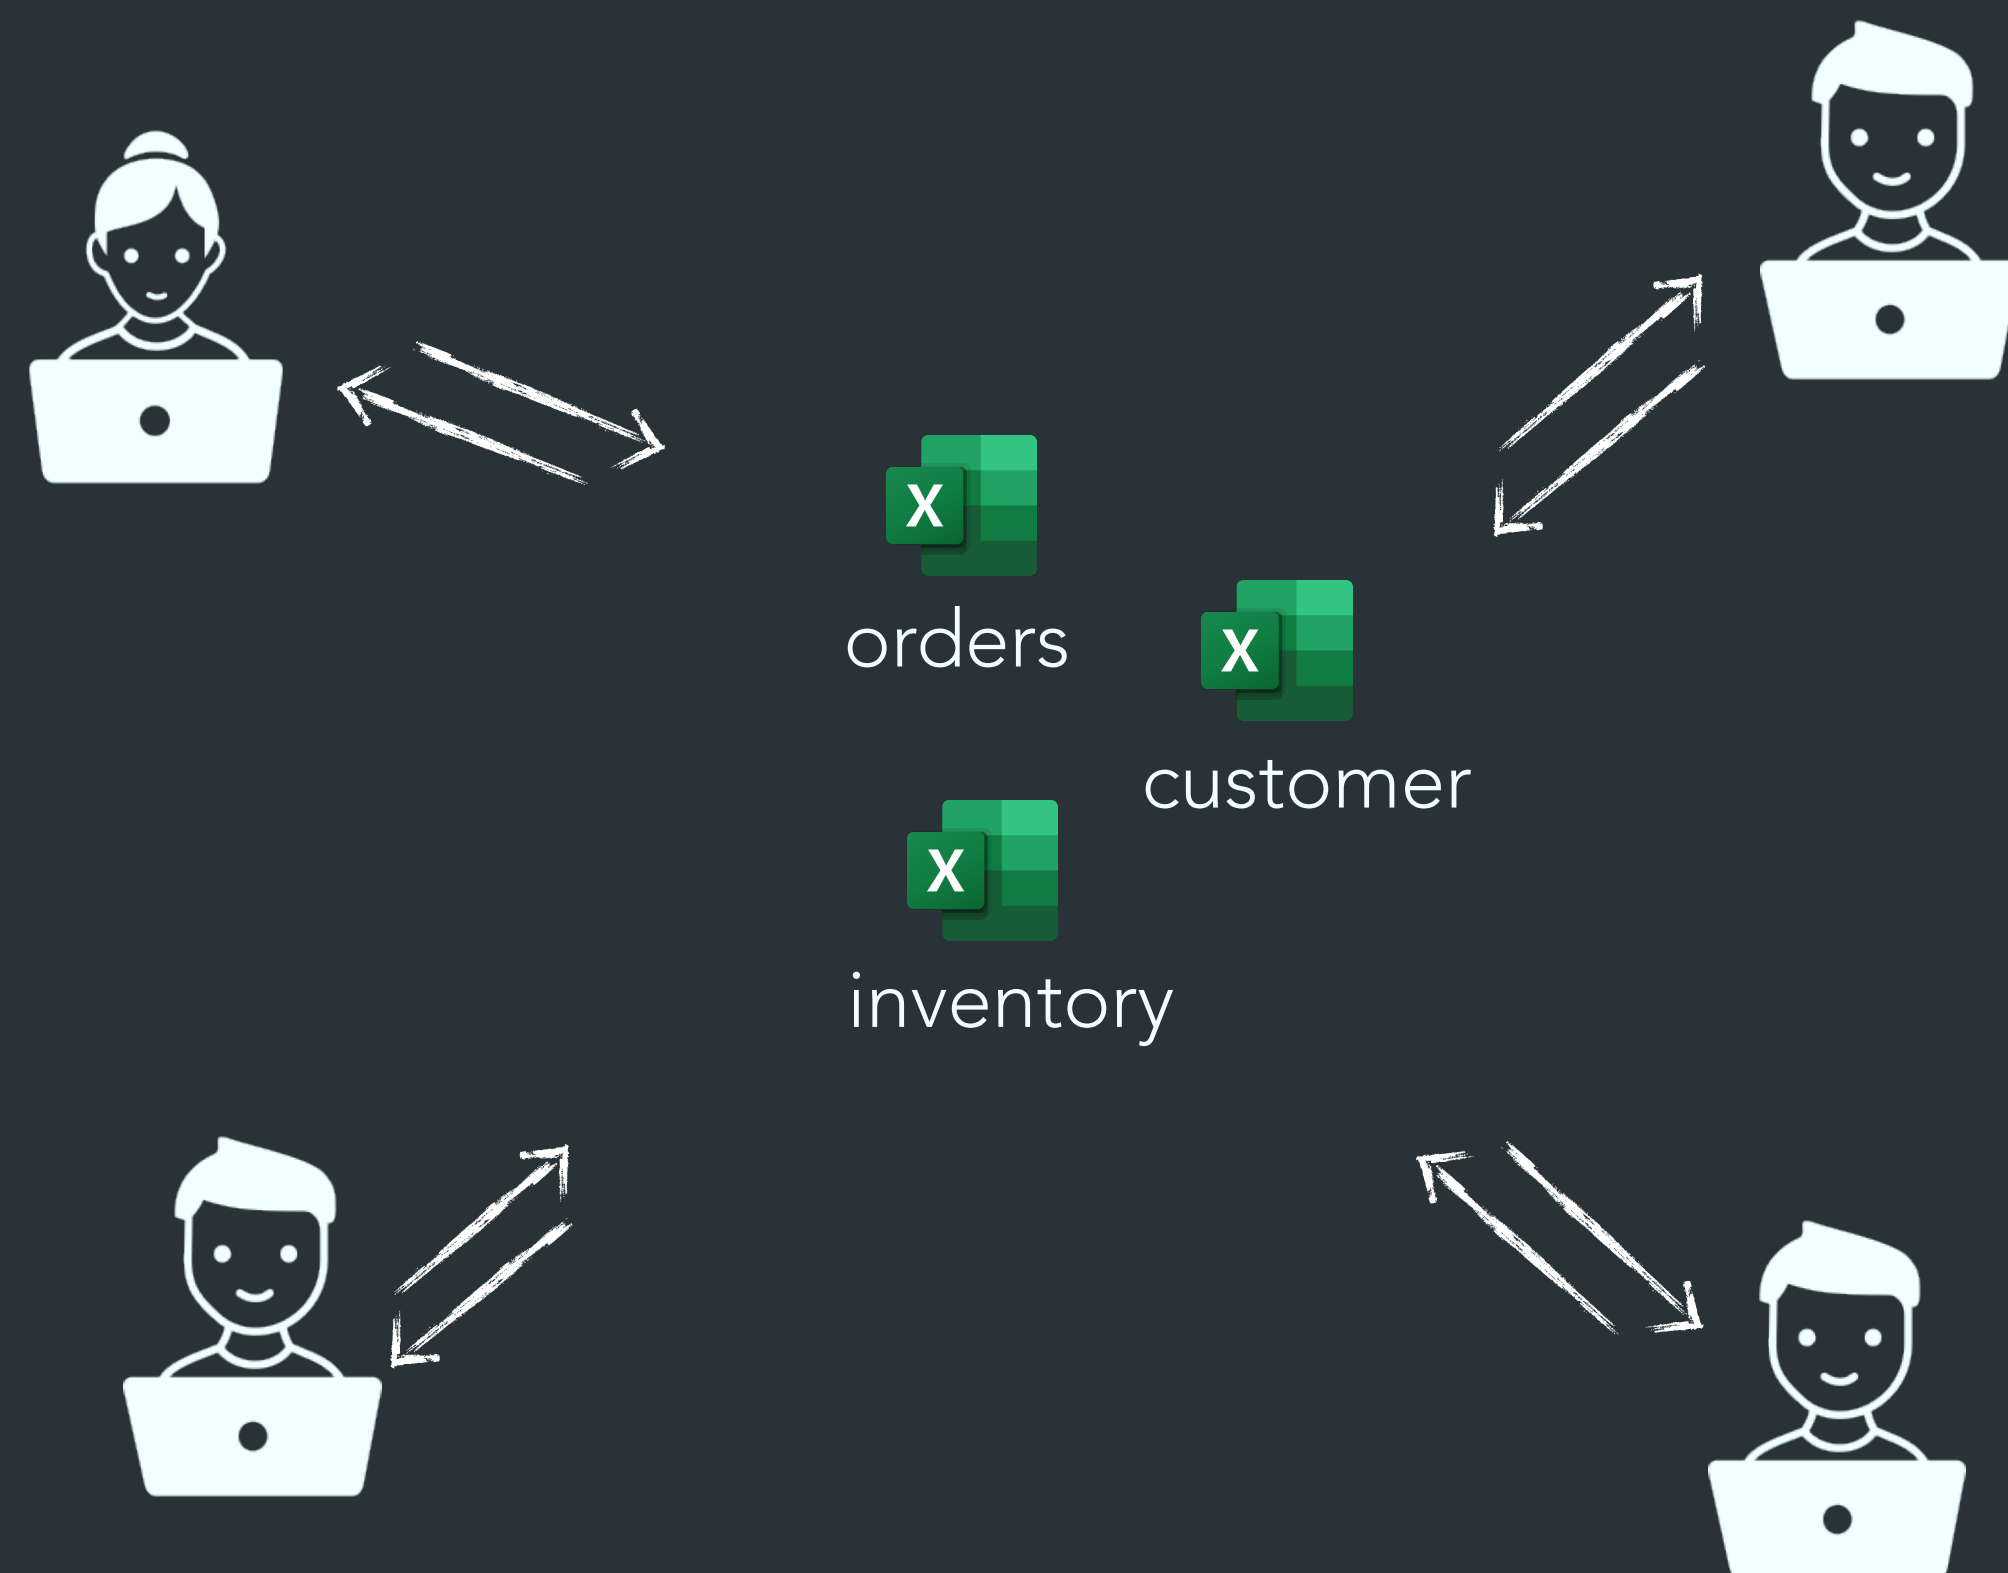 X
orders
X
customer
X
inventory